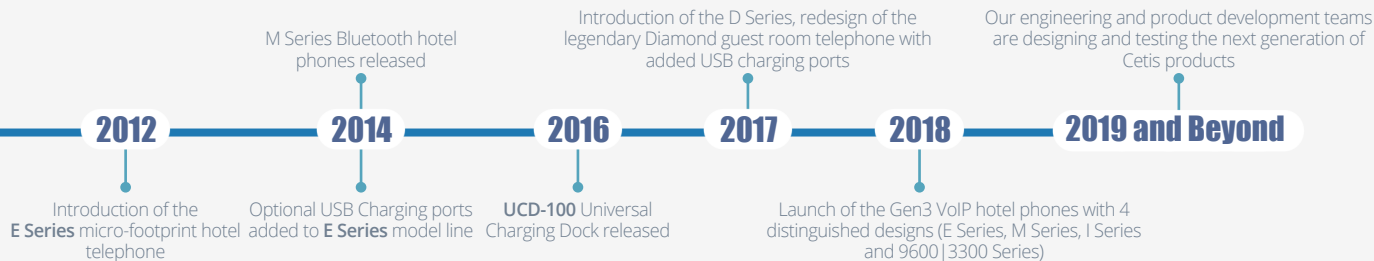 Introduction of the D Series, redesign of the
legendary Diamond guest room telephone with
added USB charging ports
Our engineering and product development teams
are designing and testing the next generation of
Cetis products
M Series Bluetooth hotel
phones released
2012
2014
2016
2017
2018
2019 and Beyond
Introduction of the
E Series micro-footprint hotel
telephone
Optional USB Charging ports
added to E Series model line
UCD-100 Universal
Charging Dock released
Launch of the Gen3 VoIP hotel phones with 4
distinguished designs (E Series, M Series, I Series
and 9600|3300 Series)